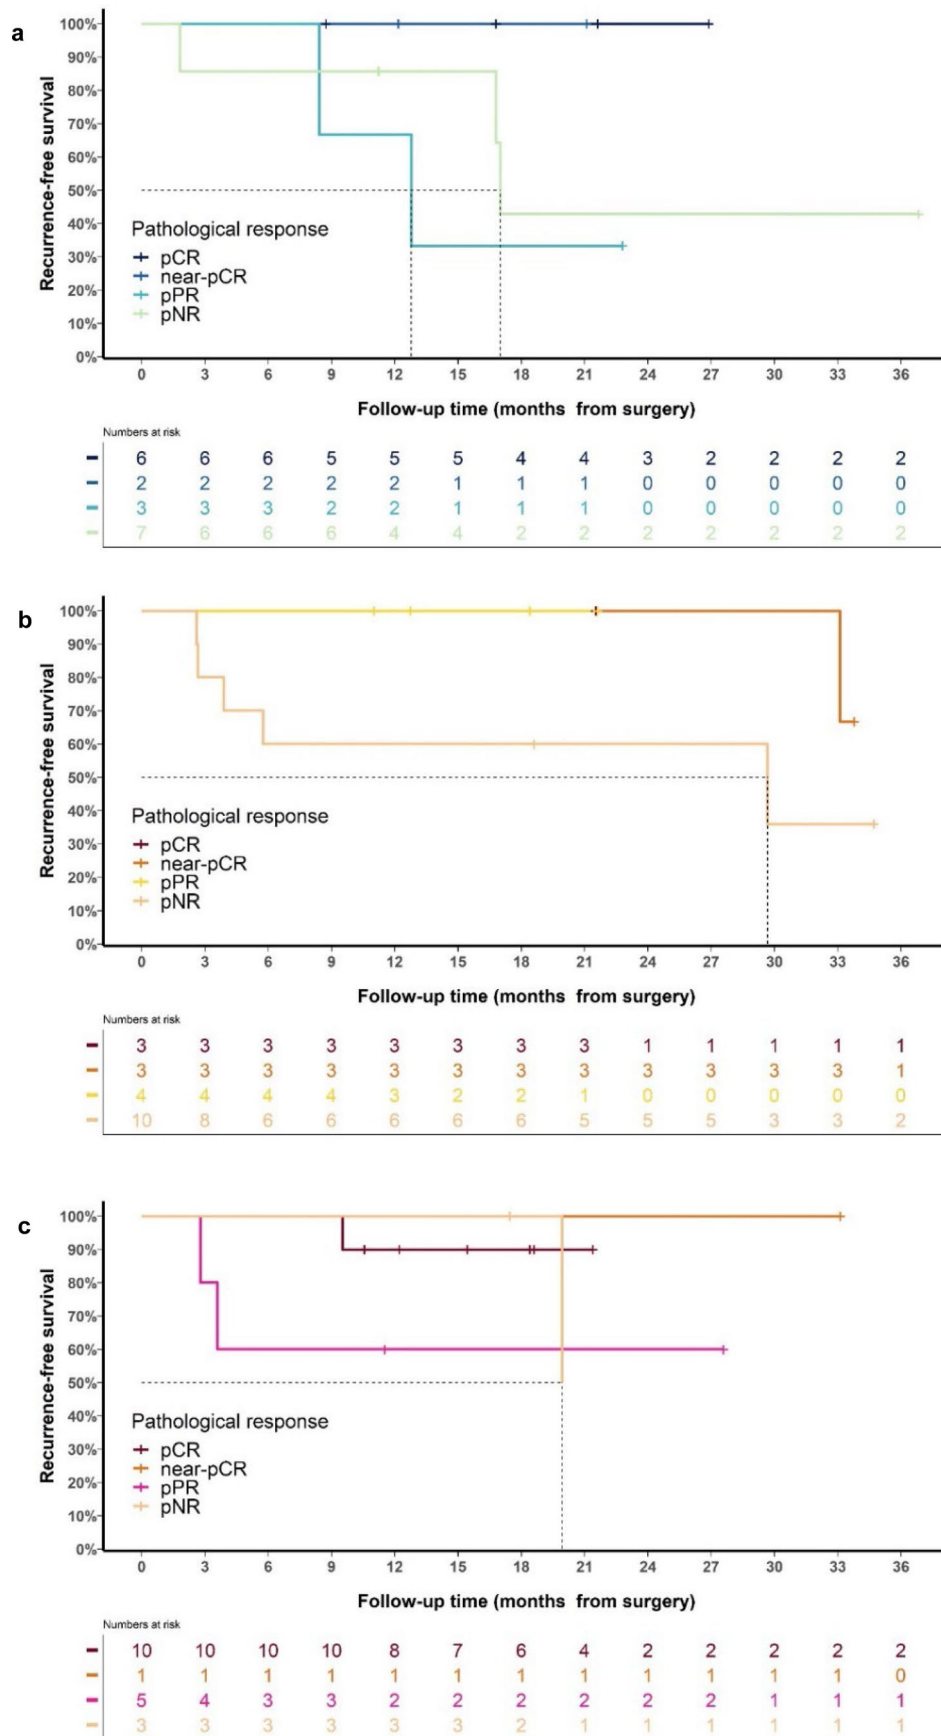 a
Recurrence-free survival
100%
90%
80%
70%
60%
50%
40%
30%
20%
10%
0%
Pathological response
pCR
near-pCR
pPR
pNR
0 3 6 9 12 15 18 21 24 27 30 33 36
Follow-up time (months from surgery)
Numbers at risk
6 6 6 5 5 5 4 4 3 2 2 2 2
2 2 2 2 2 1 1 1 0 0 0 0 0
3 3 3 2 2 1 1 1 0 0 0 0 0
7 6 6 6 4 4 2 2 2 2 2 2 2
b
Recurrence-free survival
100%
90%
80%
70%
60%
50%
40%
30%
20%
10%
0%
Pathological response
pCR
near-pCR
pPR
pNR
0 3 6 9 12 15 18 21 24 27 30 33 36
Follow-up time (months from surgery)
Numbers at risk
3 3 3 3 3 3 3 3 1 1 1 1 1
3 3 3 3 3 3 3 3 3 3 3 3 1
4 4 4 4 3 2 2 1 0 0 0 0 0
10 8 6 6 6 6 6 5 5 5 3 3 2
c
Recurrence-free survival
100%
90%
80%
70%
60%
50%
40%
30%
20%
10%
0%
Pathological response
pCR
near-pCR
pPR
pNR
0 3 6 9 12 15 18 21 24 27 30 33 36
Follow-up time (months from surgery)
Numbers at risk
10 10 10 10 8 7 6 4 2 2 2 2 2
1 1 1 1 1 1 1 1 1 1 1 1 0
5 4 3 3 2 2 2 2 2 2 1 1 1
3 3 3 3 3 3 2 1 1 1 1 1 1